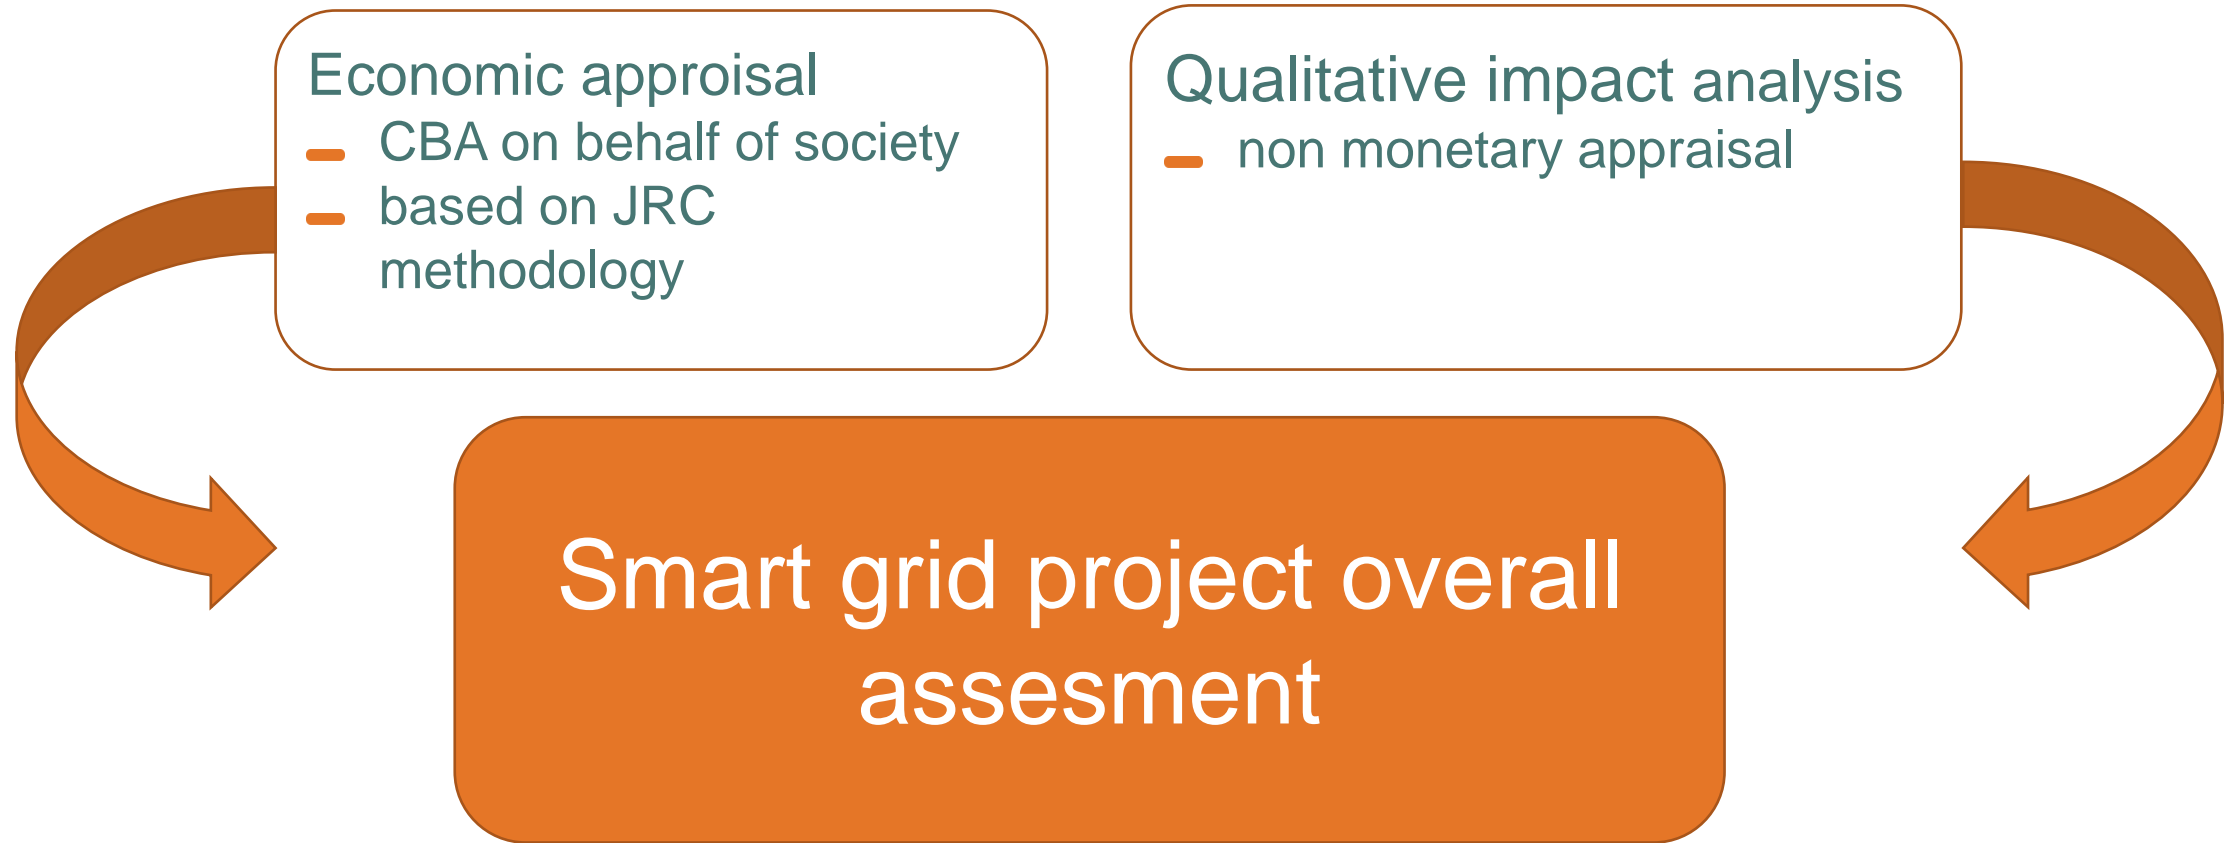 Economic approisal
CBA on behalf of society
based on JRC
methodology
Qualitative impact analysis
non monetary appraisal
Smart grid project overall
assesment